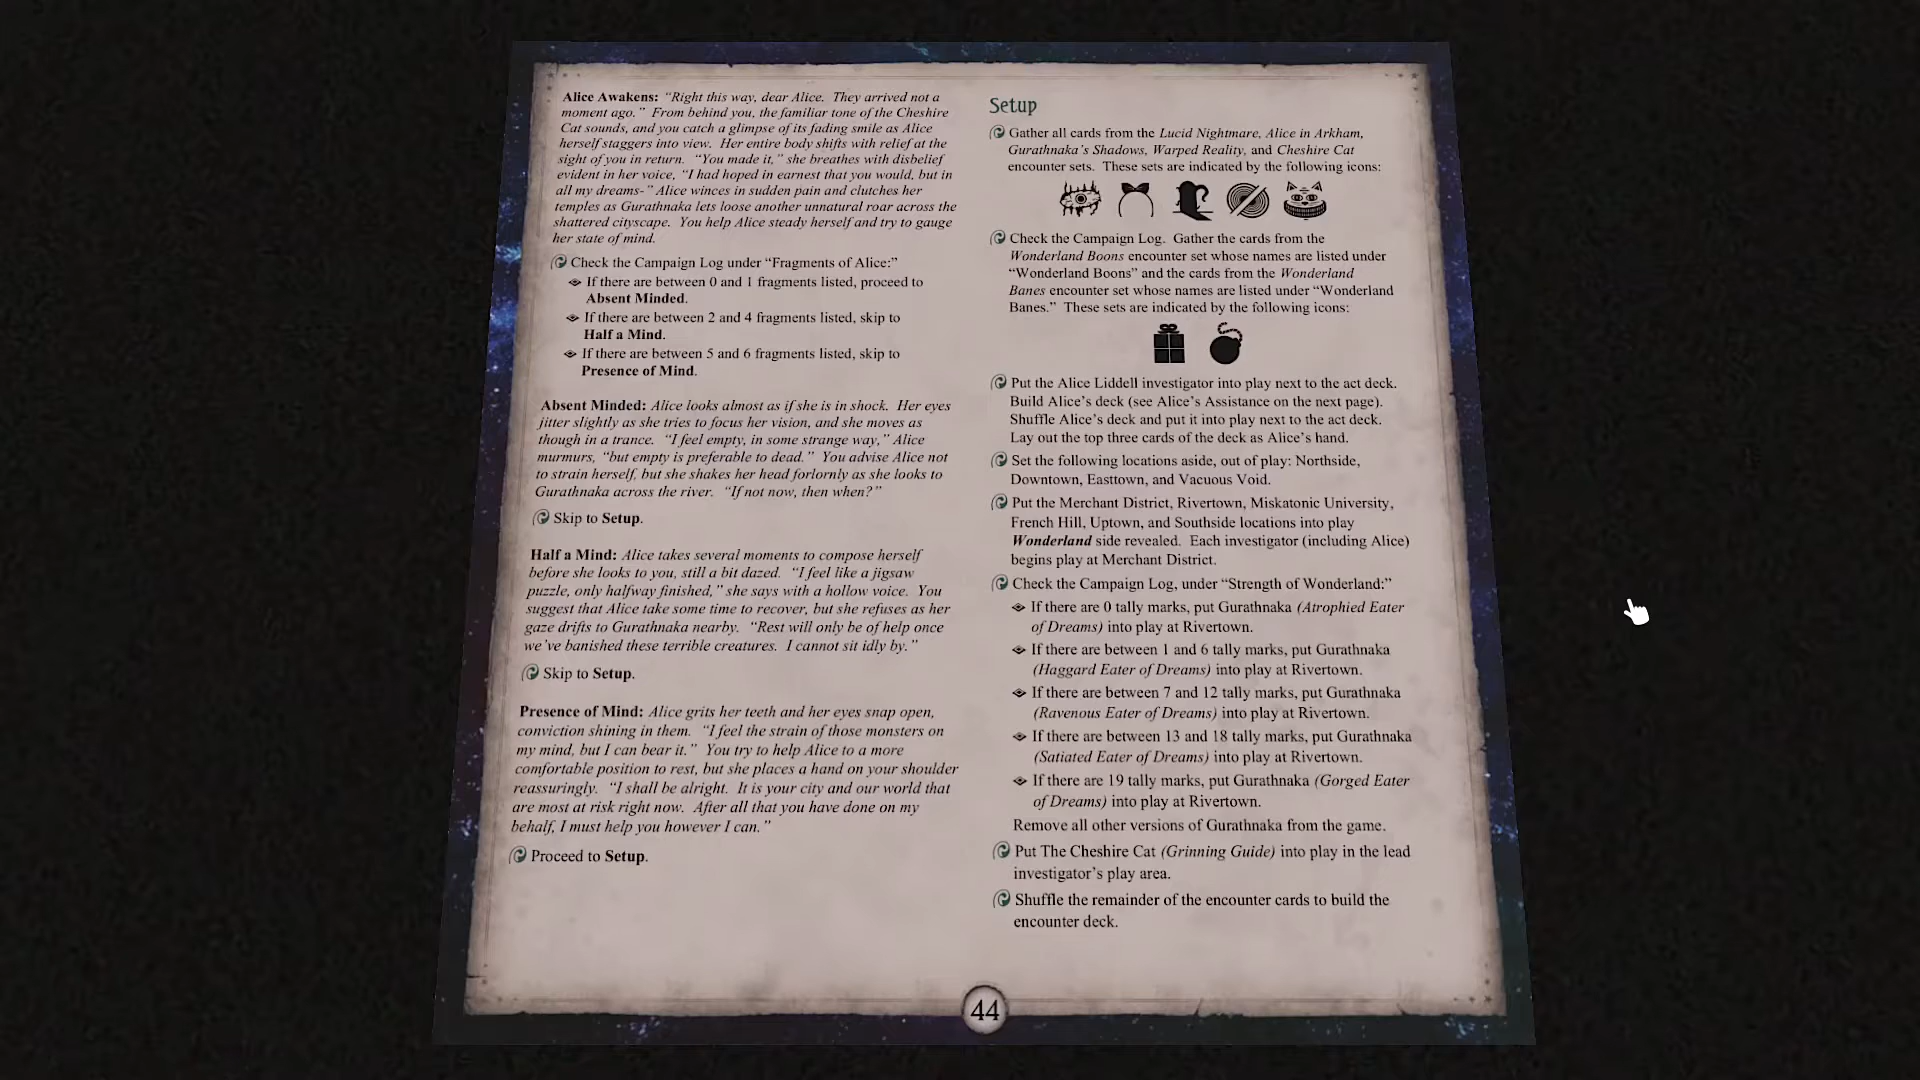 Alice Awakens: “Right this way, dear Alice. They arrived not a
moment ago.” From behind you, the familiar tone of the Cheshire
Cat sounds, and you catch a glimpse of its fading smile as Alice
herself staggers into view. Her entire body shifts with relief at the
sight of you in return. “You made it,” she breathes with disbelief
evident in her voice, “I had hoped in earnest that you would, but in
all my dreams-” Alice winces in sudden pain and clutches her
temples as Gurathnaka lets loose another unnatural roar across the
shattered cityscape. You help Alice steady herself and try to gauge
her state of mind.
Check the Campaign Log under “Fragments of Alice:”
If there are between 0 and 1 fragments listed, proceed to
Absent Minded.
If there are between 2 and 4 fragments listed, skip to
Half a Mind.
If there are between 5 and 6 fragments listed, skip to
Presence of Mind.
Absent Minded: Alice looks almost as if she is in shock. Her eyes
jitter slightly as she tries to focus her vision, and she moves as
though in a trance. “I feel empty, in some strange way,” Alice
murmurs, “but empty is preferable to dead.” You advise Alice not
to strain herself, but she shakes her head forlornly as she looks to
Gurathnaka across the river. “If not now, then when?”
Skip to Setup.
Half a Mind: Alice takes several moments to compose herself
before she looks to you, still a bit dazed. “I feel like a jigsaw
puzzle, only halfway finished,” she says with a hollow voice. You
suggest that Alice take some time to recover, but she refuses as her
gaze drifts to Gurathnaka nearby. “Rest will only be of help once
we’ve banished these terrible creatures. I cannot sit idly by.”
Skip to Setup.
Presence of Mind: Alice grits her teeth and her eyes snap open,
conviction shining in them. “I feel the strain of those monsters on
my mind, but I can bear it.” You try to help Alice to a more
comfortable position to rest, but she places a hand on your shoulder
reassuringly. “I shall be alright. It is your city and our world that
are most at risk right now. After all that you have done on my
behalf, I must help you however I can.”
Proceed to Setup.
Setup
Gather all cards from the Lucid Nightmare, Alice in Arkham,
Gurathnaka’s Shadows, Warped Reality, and Cheshire Cat
encounter sets. These sets are indicated by the following icons:
Check the Campaign Log. Gather the cards from the
Wonderland Boons encounter set whose names are listed under
“Wonderland Boons” and the cards from the Wonderland
Banes encounter set whose names are listed under “Wonderland
Banes.” These sets are indicated by the following icons:
Put the Alice Liddell investigator into play next to the act deck.
Build Alice’s deck (see Alice’s Assistance on the next page).
Shuffle Alice’s deck and put it into play next to the act deck.
Lay out the top three cards of the deck as Alice’s hand.
Set the following locations aside, out of play: Northside,
Downtown, Easttown, and Vacuous Void.
Put the Merchant District, Rivertown, Miskatonic University,
French Hill, Uptown, and Southside locations into play
Wonderland side revealed. Each investigator (including Alice)
begins play at Merchant District.
Check the Campaign Log, under “Strength of Wonderland:”
If there are 0 tally marks, put Gurathnaka (Atrophied Eater
of Dreams) into play at Rivertown.
If there are between 1 and 6 tally marks, put Gurathnaka
(Haggard Eater of Dreams) into play at Rivertown.
If there are between 7 and 12 tally marks, put Gurathnaka
(Ravenous Eater of Dreams) into play at Rivertown.
If there are between 13 and 18 tally marks, put Gurathnaka
(Satiated Eater of Dreams) into play at Rivertown.
If there are 19 tally marks, put Gurathnaka (Gorged Eater
of Dreams) into play at Rivertown.
Remove all other versions of Gurathnaka from the game.
Put The Cheshire Cat (Grinning Guide) into play in the lead
investigator’s play area.
Shuffle the remainder of the encounter cards to build the
encounter deck.
44